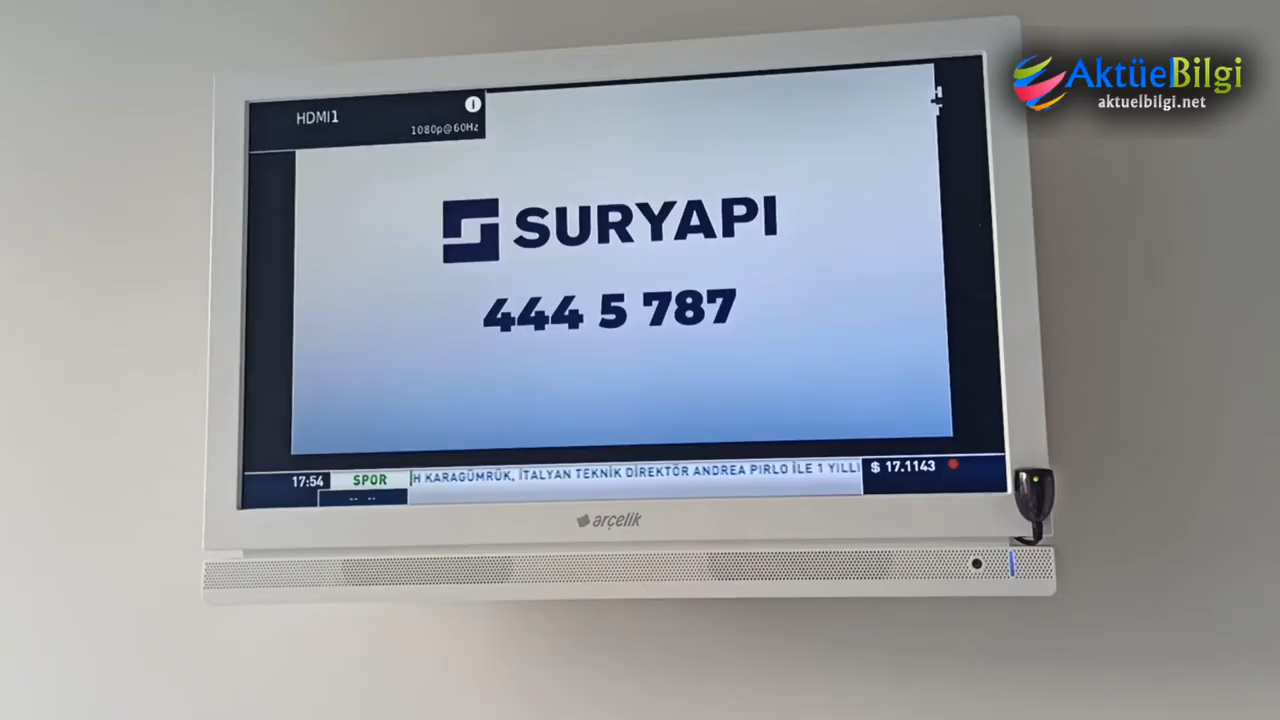 AktüelBilgi
aktuelbilgi.net
HDMI1
1080p@60Hz
SURYAPI
444 5 787
17:54 SPOR H KARAGÜMRÜK, İTALYAN TEKNİK DİREKTÖR ANDREA PIRLO İLE 1 YILLI $ 17.1143
-- --
arçelik